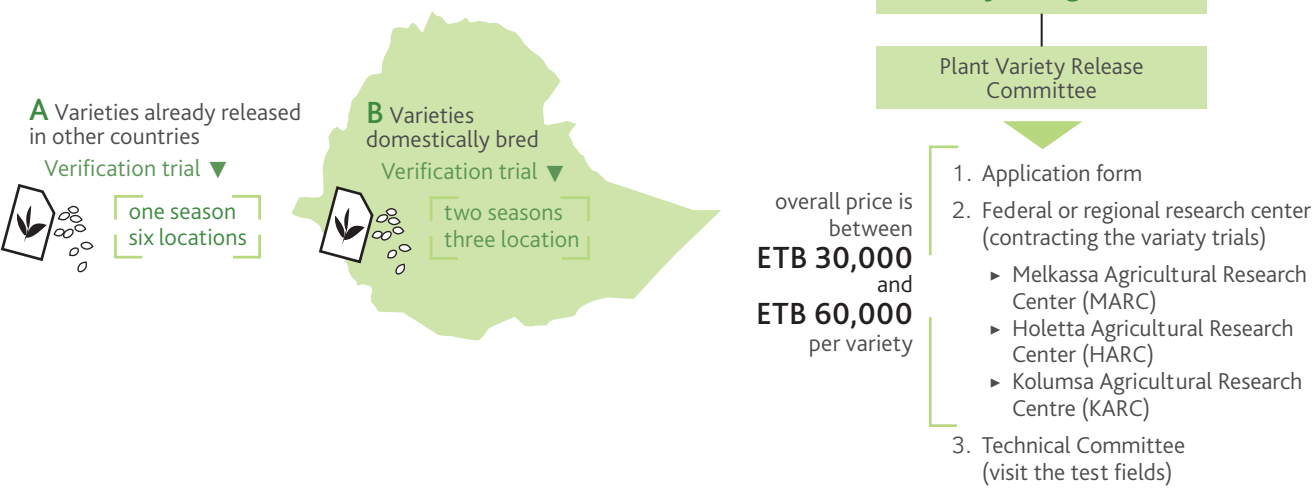 Plant Variety Release
Committee
A Varieties already released
in other countries
Verification trial ▼
one season
six locations
B Varieties
domestically bred
Verification trial ▼
two seasons
three location
overall price is
between
ETB 30,000
and
ETB 60,000
per variety
1. Application form
2. Federal or regional research center
(contracting the variaty trials)
► Melkassa Agricultural Research
Center (MARC)
► Holetta Agricultural Research
Center (HARC)
► Kolumsa Agricultural Research
Centre (KARC)
3. Technical Committee
(visit the test fields)